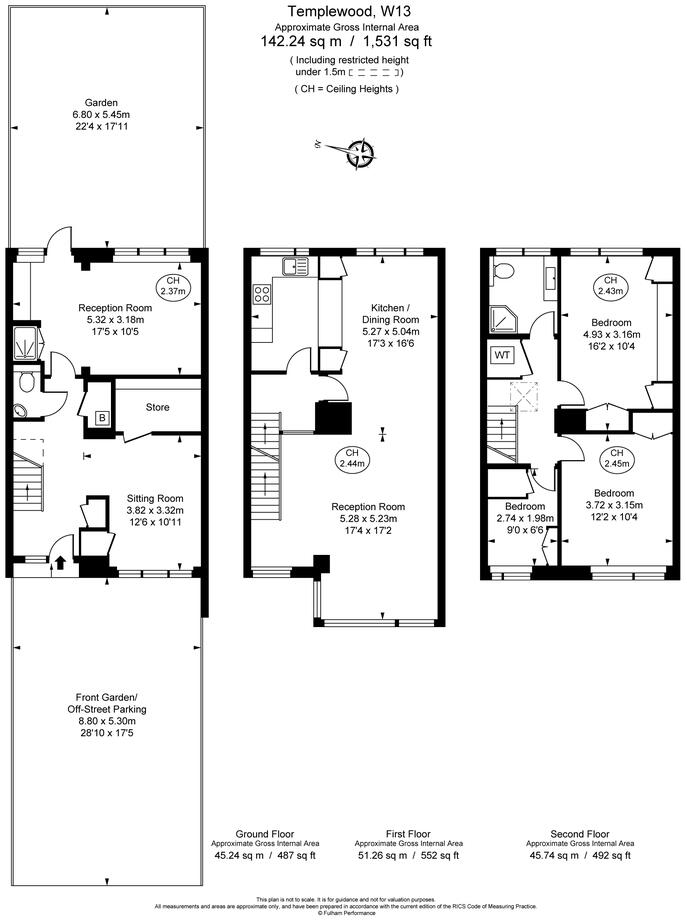 Templewood, W13
Approximate Gross Internal Area
142.24 sq m / 1,531 sq ft
( Including restricted height
under 1.5m [ ] )
( CH = Ceiling Heights )
N
Garden
6.80 x 5.45m
22'4 x 17'11
CH
2.37m
Reception Room
5.32 x 3.18m
17'5 x 10'5
B
Store
Sitting Room
3.82 x 3.32m
12'6 x 10'11
Front Garden/
Off-Street Parking
8.80 x 5.30m
28'10 x 17'5
Kitchen /
Dining Room
5.27 x 5.04m
17'3 x 16'6
CH
2.44m
Reception Room
5.28 x 5.23m
17'4 x 17'2
CH
2.43m
Bedroom
4.93 x 3.16m
16'2 x 10'4
WT
CH
2.45m
Bedroom
3.72 x 3.15m
12'2 x 10'4
Bedroom
2.74 x 1.98m
9'0 x 6'6
Ground Floor
Approximate Gross Internal Area
45.24 sq m / 487 sq ft
First Floor
Approximate Gross Internal Area
51.26 sq m / 552 sq ft
Second Floor
Approximate Gross Internal Area
45.74 sq m / 492 sq ft
This plan is not to scale. It is for guidance and not for valuation purposes.
All measurements and areas are approximate only, and have been prepared in accordance with the current edition of the RICS Code of Measuring Practice.
© Fulham Performance